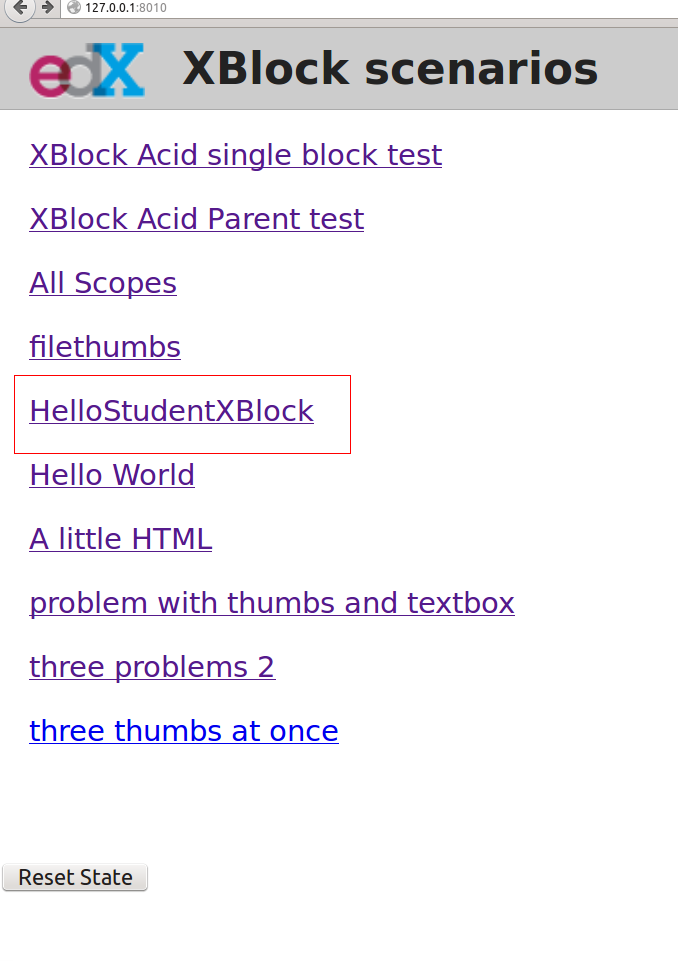 127.0.0.1:8010
edX XBlock scenarios
XBlock Acid single block test
XBlock Acid Parent test
All Scopes
filethumbs
HelloStudentXBlock
Hello World
A little HTML
problem with thumbs and textbox
three problems 2
three thumbs at once
Reset State